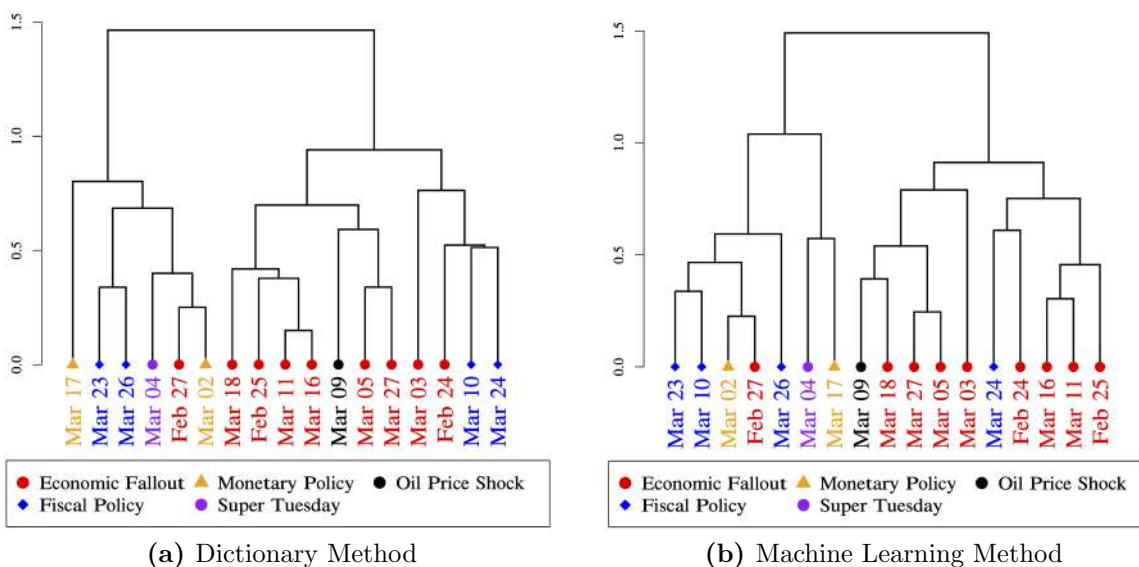 1.5
1.0
0.5
0.0
Mar 17
Mar 23
Mar 26
Mar 04
Feb 27
Mar 02
Mar 18
Feb 25
Mar 11
Mar 16
Mar 09
Mar 05
Mar 27
Mar 03
Feb 24
Mar 10
Mar 24
Economic Fallout Monetary Policy Oil Price Shock
Fiscal Policy Super Tuesday
(a) Dictionary Method
1.5
1.0
0.5
0.0
Mar 23
Mar 10
Mar 02
Feb 27
Mar 26
Mar 04
Mar 17
Mar 09
Mar 18
Mar 27
Mar 05
Mar 03
Mar 24
Feb 24
Mar 16
Mar 11
Feb 25
Economic Fallout Monetary Policy Oil Price Shock
Fiscal Policy Super Tuesday
(b) Machine Learning Method